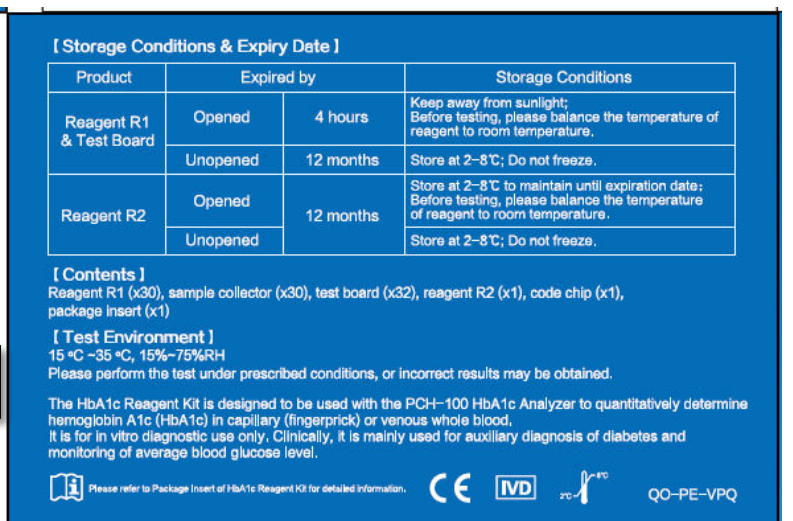 [ Storage Conditions & Expiry Date ]
Product Expired by Storage Conditions
Reagent R1
& Test Board
Opened 4 hours
Keep away from sunlight;
Before testing, please balance the temperature of
reagent to room temperature.
Unopened 12 months Store at 2-8℃; Do not freeze.
Reagent R2
Opened
12 months
Store at 2-8℃ to maintain until expiration date;
Before testing, please balance the temperature
of reagent to room temperature.
Unopened Store at 2-8℃; Do not freeze.
[ Contents ]
Reagent R1 (x30), sample collector (x30), test board (x32), reagent R2 (x1), code chip (x1),
package insert (x1)
[ Test Environment ]
15 °C ~35 °C, 15%~75%RH
Please perform the test under prescribed conditions, or incorrect results may be obtained.
The HbA1c Reagent Kit is designed to be used with the PCH-100 HbA1c Analyzer to quantitatively determine
hemoglobin A1c (HbA1c) in capillary (fingerprick) or venous whole blood.
It is for in vitro diagnostic use only. Clinically, it is mainly used for auxiliary diagnosis of diabetes and
monitoring of average blood glucose level.
Please refer to Package Insert of HbA1c Reagent Kit for detailed information.
CE IVD 2℃ 8℃ QO-PE-VPQ